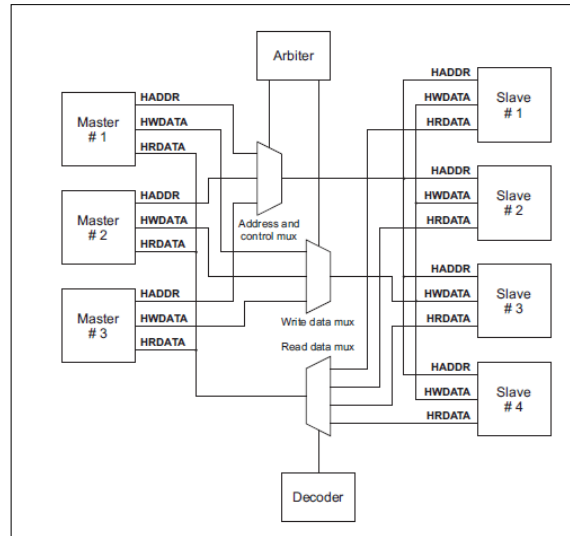 Arbiter
Master
# 1
HADDR
HWDATA
HRDATA
Master
# 2
HADDR
HWDATA
HRDATA
Master
# 3
HADDR
HWDATA
HRDATA
Address and
control mux
Write data mux
Read data mux
Decoder
HADDR
HWDATA
HRDATA
Slave
# 1
HADDR
HWDATA
HRDATA
Slave
# 2
HADDR
HWDATA
HRDATA
Slave
# 3
HADDR
HWDATA
HRDATA
Slave
# 4